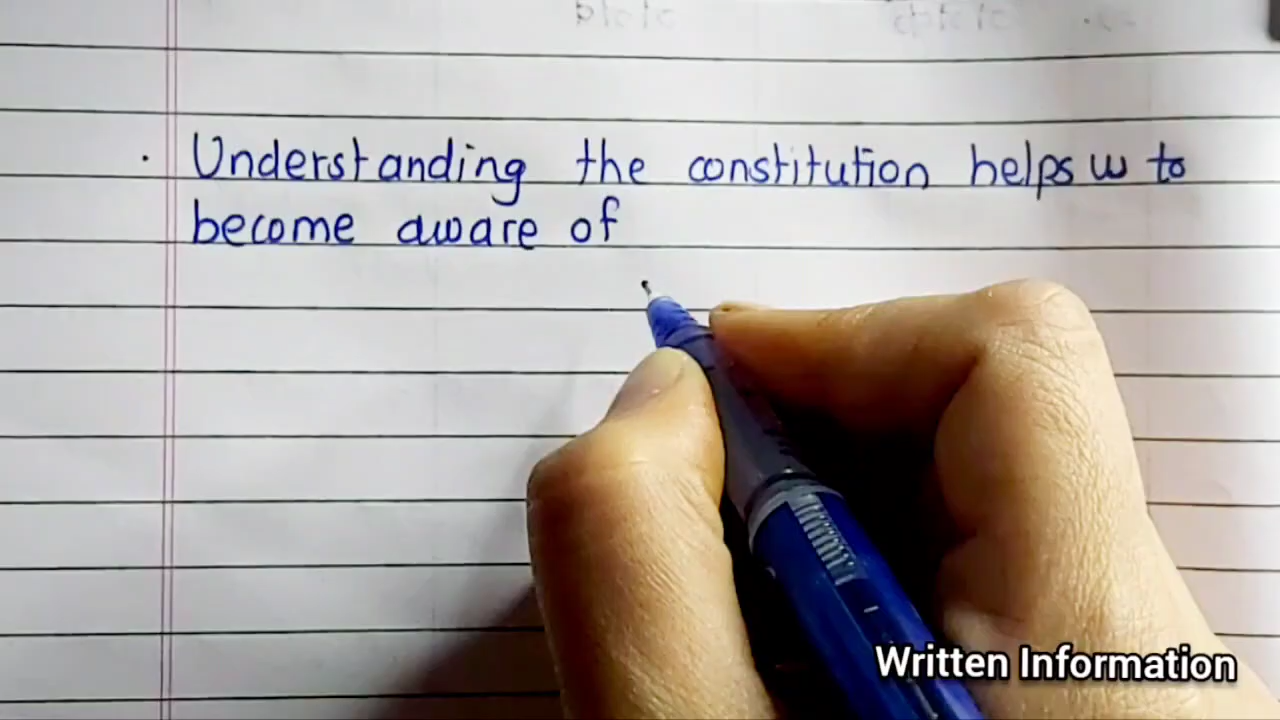 . Understanding the constitution helps us to
become aware of
Written Information